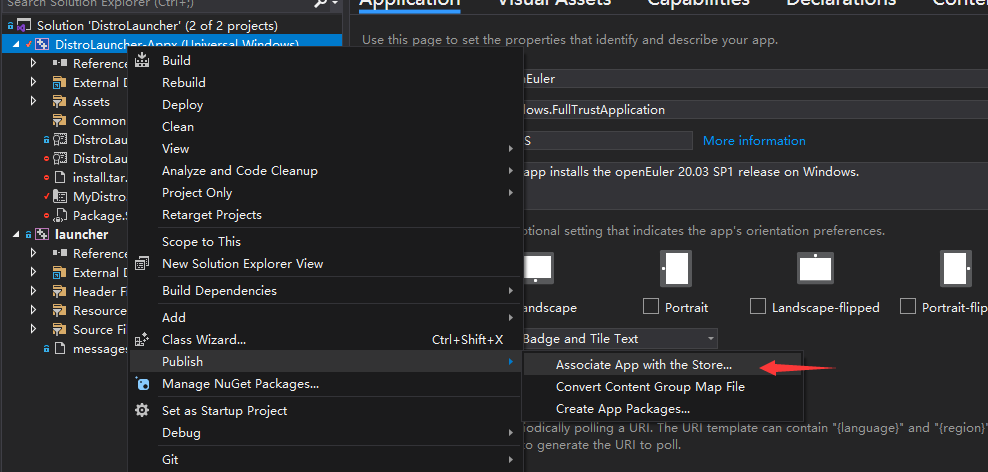 Search Solution Explorer (Ctrl+;)
Solution 'DistroLauncher' (2 of 2 projects)
DistroLauncher-Appx (Universal Windows)
Reference
External D
Assets
Common
DistroLau
DistroLau
install.tar.
MyDistro.
Package.S
launcher
Reference
External D
Header Fi
Resource
Source Fi
messages
Build
Rebuild
Deploy
Clean
View
Analyze and Code Cleanup
Project Only
Retarget Projects
Scope to This
New Solution Explorer View
Build Dependencies
Add
Class Wizard... Ctrl+Shift+X
Publish
Manage NuGet Packages...
Set as Startup Project
Debug
Git
Associate App with the Store...
Convert Content Group Map File
Create App Packages...
Application Visual Assets Capabilities Declarations Conten
Use this page to set the properties that identify and describe your app.
nEuler
ows.FullTrustApplication
S More information
app installs the openEuler 20.03 SP1 release on Windows.
tional setting that indicates the app's orientation preferences.
ndscape Portrait Landscape-flipped Portrait-flip
Badge and Tile Text
odically polling a URI. The URI template can contain "{language}" and "{region}"
to generate the URI to poll.